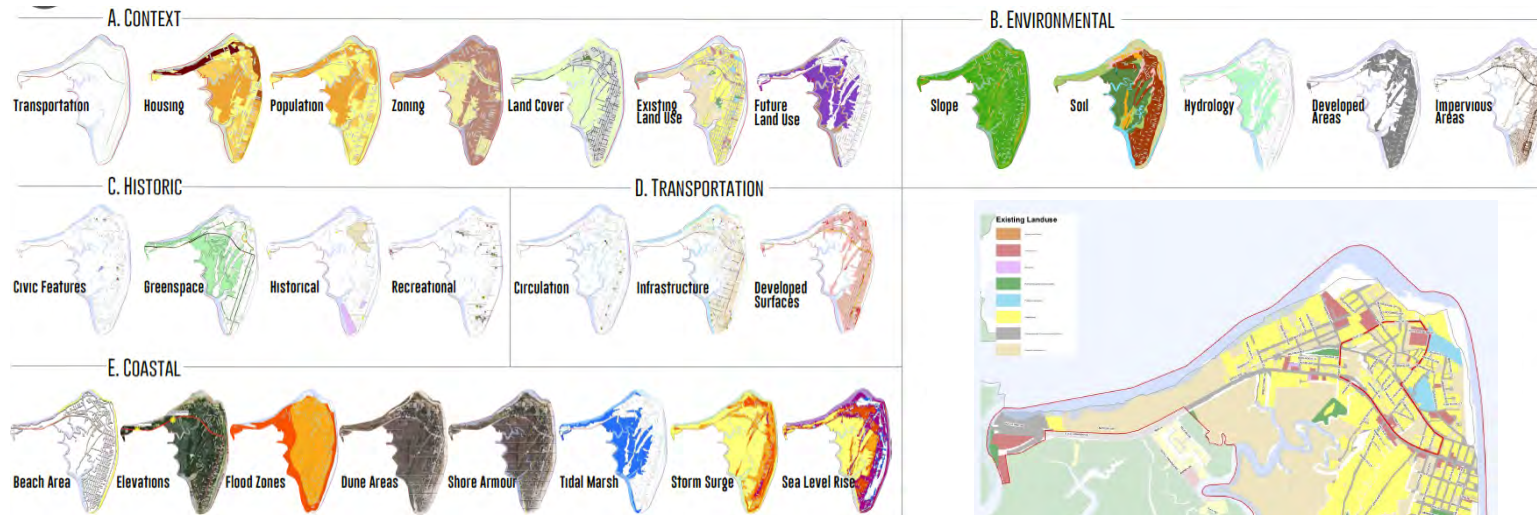 A. CONTEXT
Transportation
Housing
Population
Zoning
Land Cover
Existing
Land Use
Future
Land Use
B. ENVIRONMENTAL
Slope
Soil
Hydrology
Developed
Areas
Impervious
Areas
C. HISTORIC
Civic Features
Greenspace
Historical
Recreational
D. TRANSPORTATION
Circulation
Infrastructure
Developed
Surfaces
E. COASTAL
Beach Area
Elevations
Flood Zones
Dune Areas
Shore Armour
Tidal Marsh
Storm Surge
Sea Level Rise
Existing Landuse